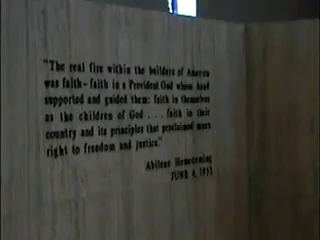 "The real fire within the builders of America
was faith - faith in a Provident God whose hand
supported and guided them: faith in themselves
as the children of God . . . faith in their
country and its principles that proclaimed man's
right to freedom and justice."
Abilene Homecoming
JUNE 4, 1952